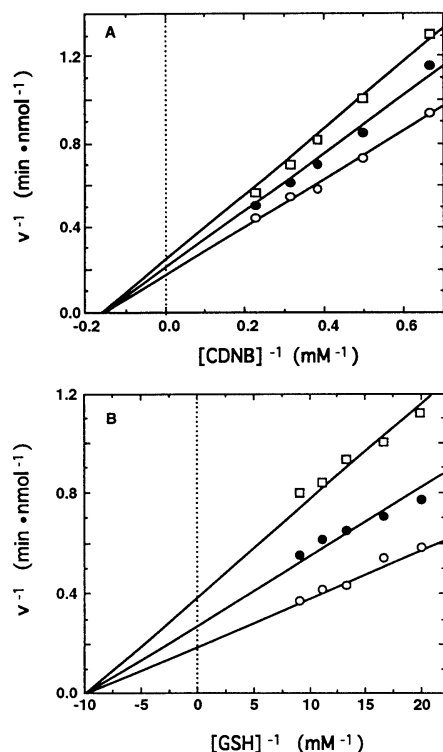 A
1.2
0.8
0.4
0.0
v⁻¹ (min • nmol⁻¹)
-0.2 0.0 0.2 0.4 0.6
[CDNB]⁻¹ (mM⁻¹)
B
1.2
0.8
0.4
0.0
v⁻¹ (min • nmol⁻¹)
-10 -5 0 5 10 15 20
[GSH]⁻¹ (mM⁻¹)